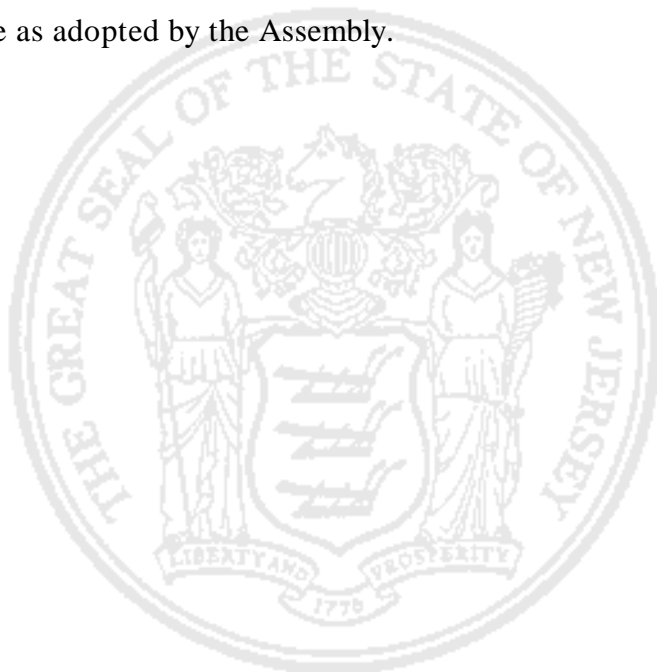 e as adopted by the Assembly.
THE GREAT SEAL OF THE STATE OF NEW JERSEY
LIBERTY AND PROSPERITY
1776